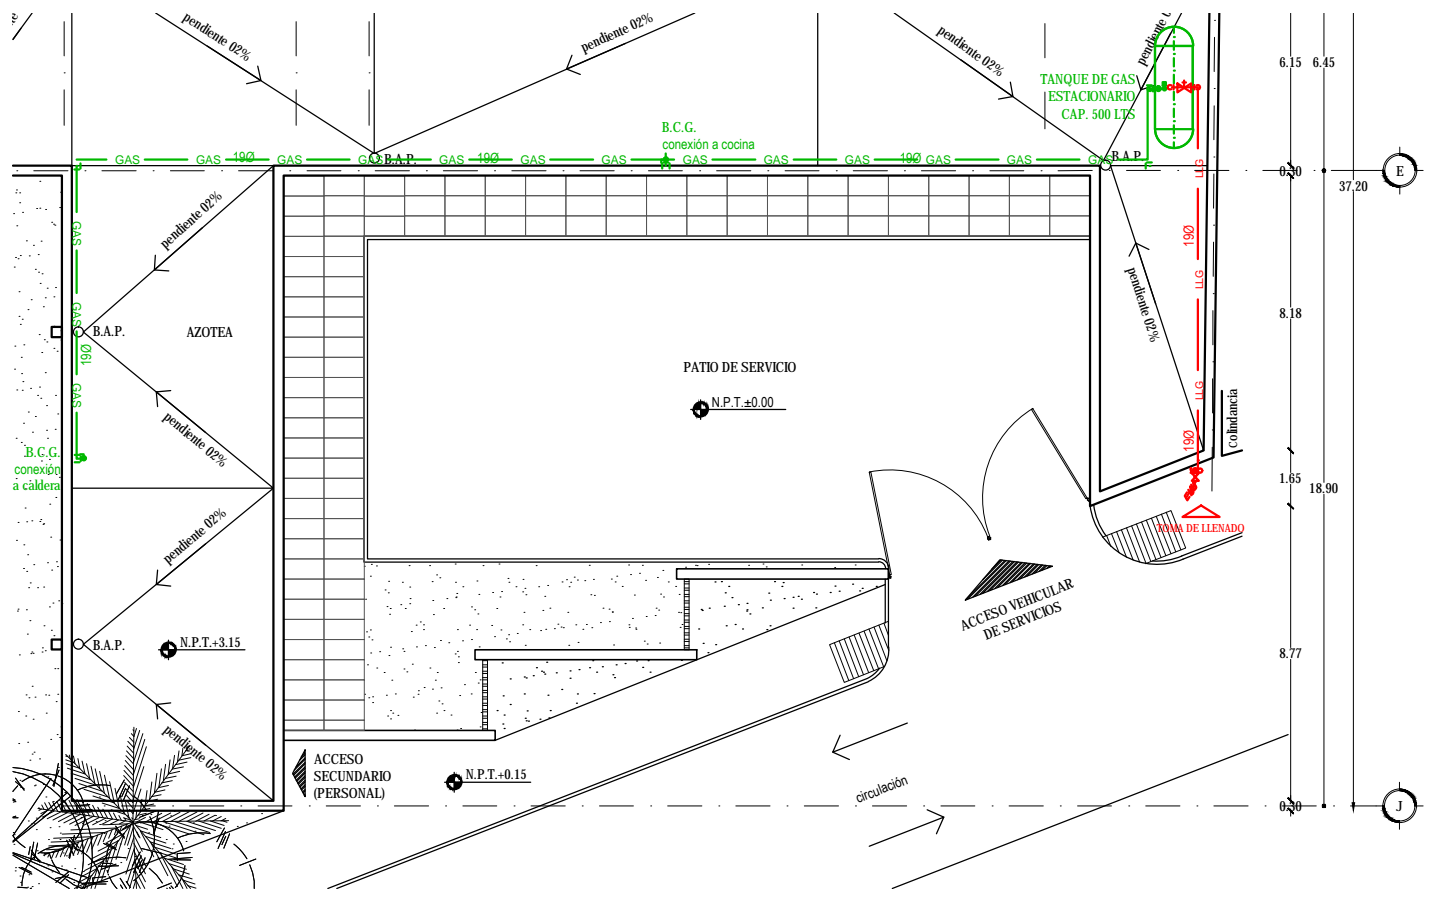 pendiente 02%
pendiente 02%
pendiente 02%
pendiente 02%
TANQUE DE GAS
ESTACIONARIO
CAP. 500 LTS
6.15
6.45
B.C.G.
conexión a cocina
GAS
GAS
19Ø
GAS
GAS
B.A.P.
GAS
19Ø
GAS
GAS
GAS
GAS
GAS
19Ø
GAS
GAS
GAS
B.A.P.
LLG
0.30
E
37.20
pendiente 02%
GAS
19Ø
LLG
pendiente 02%
GAS
B.A.P.
AZOTEA
8.18
19Ø
PATIO DE SERVICIO
N.P.T.±0.00
GAS
LLG
colindancia
19Ø
pendiente 02%
B.C.G.
conexión
a caldera
1.65
18.90
TOMA DE LLENADO
pendiente 02%
ACCESO VEHICULAR
DE SERVICIOS
B.A.P.
N.P.T.+3.15
8.77
pendiente 02%
ACCESO
SECUNDARIO
(PERSONAL)
N.P.T.+0.15
circulación
0.30
J